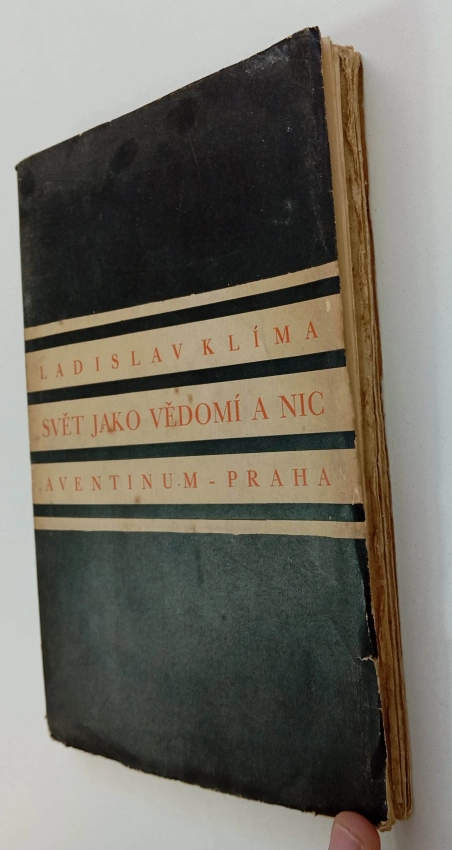 LADISLAV KLÍMA
SVĚT JAKO VĚDOMÍ A NIC
AVENTINUM - PRAHA